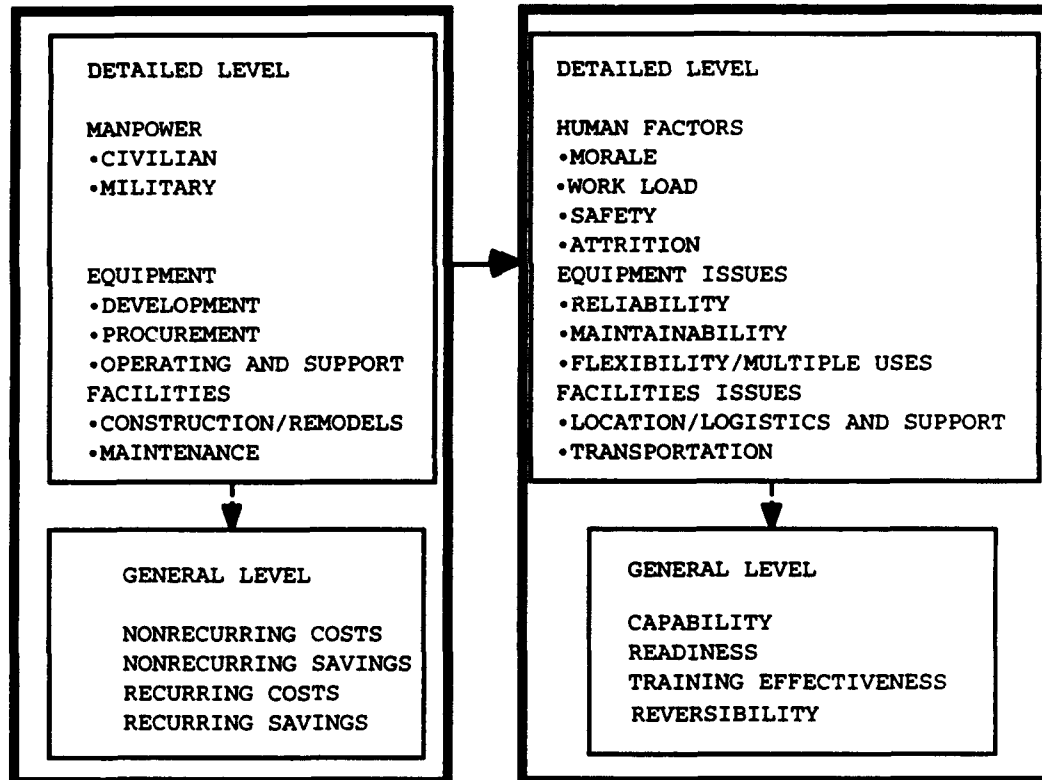 DETAILED LEVEL
MANPOWER
•CIVILIAN
•MILITARY
EQUIPMENT
•DEVELOPMENT
•PROCUREMENT
•OPERATING AND SUPPORT
FACILITIES
•CONSTRUCTION/REMODELS
•MAINTENANCE
GENERAL LEVEL
NONRECURRING COSTS
NONRECURRING SAVINGS
RECURRING COSTS
RECURRING SAVINGS
DETAILED LEVEL
HUMAN FACTORS
•MORALE
•WORK LOAD
•SAFETY
•ATTRITION
EQUIPMENT ISSUES
•RELIABILITY
•MAINTAINABILITY
•FLEXIBILITY/MULTIPLE USES
FACILITIES ISSUES
•LOCATION/LOGISTICS AND SUPPORT
•TRANSPORTATION
GENERAL LEVEL
CAPABILITY
READINESS
TRAINING EFFECTIVENESS
REVERSIBILITY